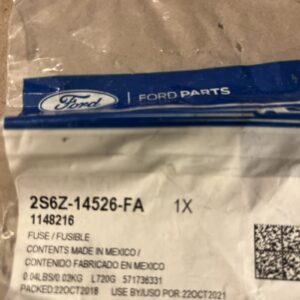 Ford FORD PARTS
2S6Z-14526-FA 1X
1148216
FUSE / FUSIBLE
CONTENTS MADE IN MEXICO /
CONTENIDO FABRICADO EN MEXICO
0.04LBS/0.03KG L720G 571736331
PACKED:22OCT2018 USE BY/USO POR:22OCT2021